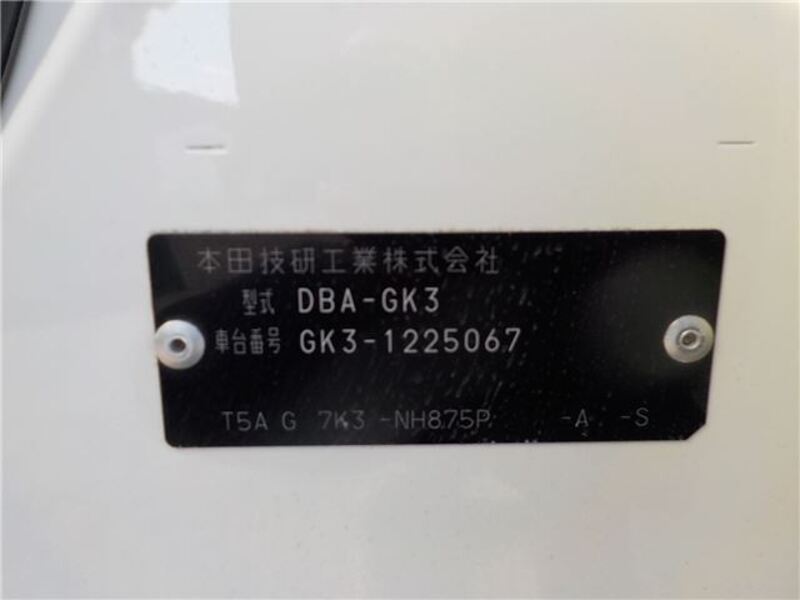 本田技研工業株式会社
型式 DBA-GK3
車台番号 GK3-1225067
T5A G 7K3 -NH875P -A -S